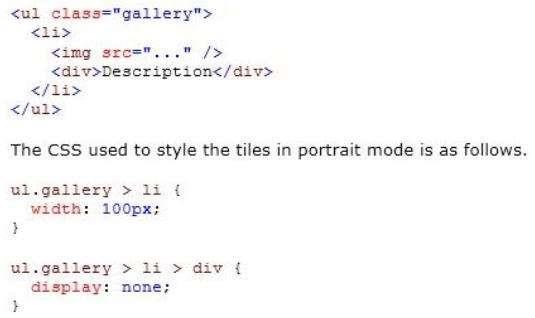 <ul class="gallery">
<li>
<img src="..." />
<div>Description</div>
</li>
</ul>
The CSS used to style the tiles in portrait mode is as follows.
ul.gallery > li {
width: 100px;
}
ul.gallery > li > div {
display: none;
}